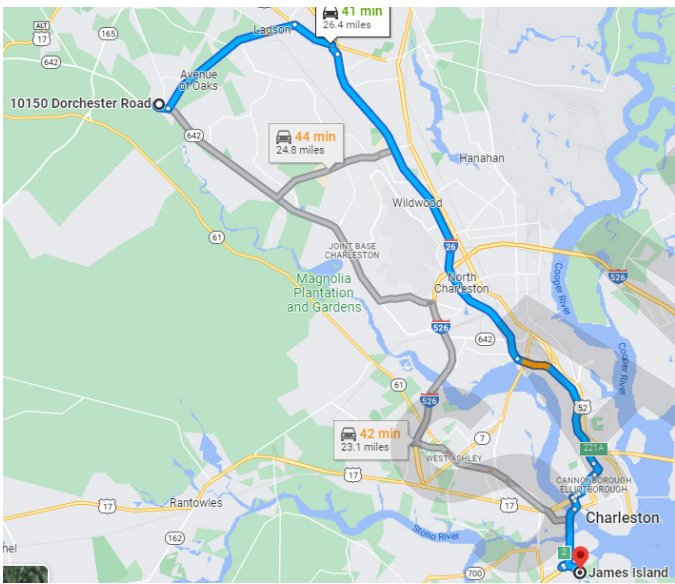 41 min
26.4 miles
ALT
17
165
Ladson
642
Avenue
of Oaks
10150 Dorchester Road
642
44 min
24.8 miles
Hanahan
Wildwood
61
JOINT BASE
CHARLESTON
26
Cooper River
526
Magnolia
Plantation
and Gardens
North
Charleston
526
642
Cooper River
61
526
52
42 min
23.1 miles
7
221A
WEST ASHLEY
17
CANNONBOROUGH
ELLIOTBOROUGH
17
17
Rantowles
Charleston
162
Stono River
hel
2
700
James Island